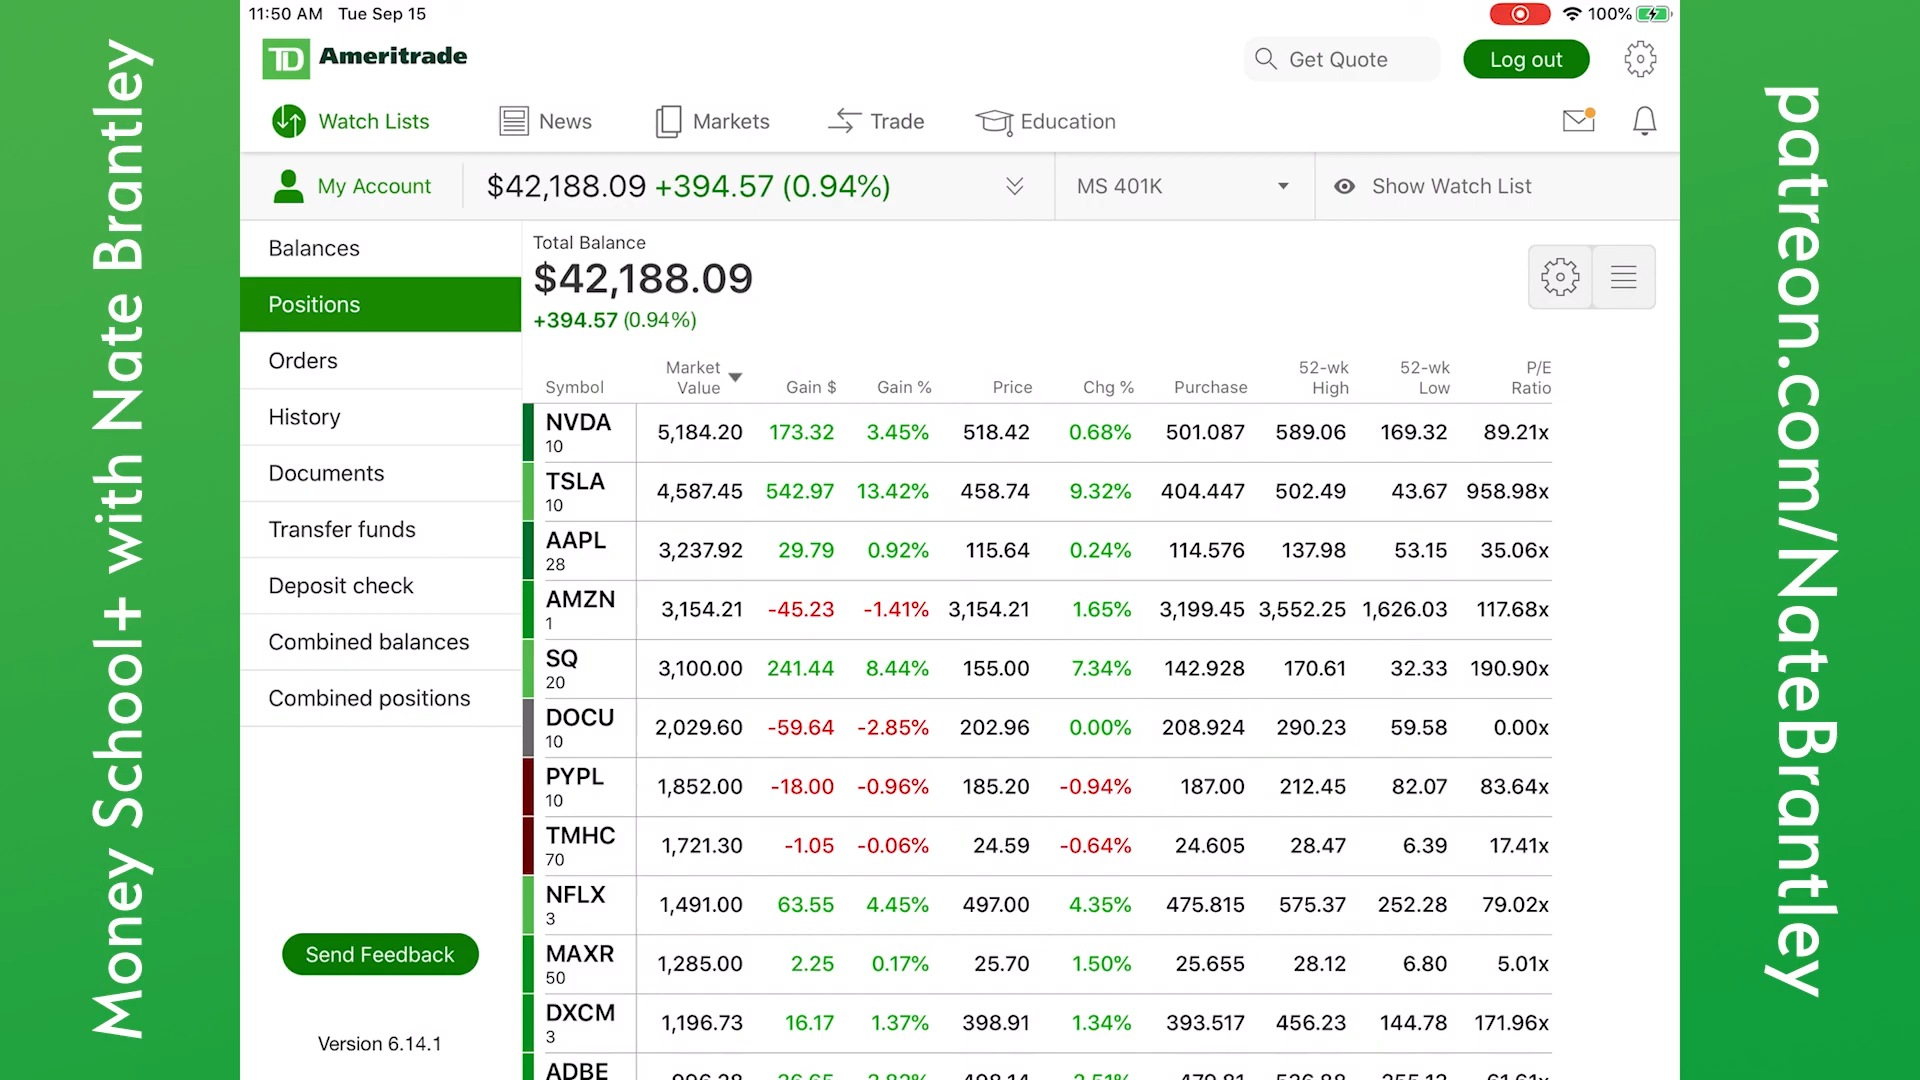 Money School+ with Nate Brantley
11:50 AM Tue Sep 15
100%
TD Ameritrade
Get Quote
Log out
Watch Lists
News
Markets
Trade
Education
My Account
$42,188.09 +394.57 (0.94%)
MS 401K
Show Watch List
Balances
Positions
Orders
History
Documents
Transfer funds
Deposit check
Combined balances
Combined positions
Send Feedback
Version 6.14.1
Total Balance
$42,188.09
+394.57 (0.94%)
Symbol Market Value Gain $ Gain % Price Chg % Purchase 52-wk High 52-wk Low P/E Ratio
NVDA 10 5,184.20 173.32 3.45% 518.42 0.68% 501.087 589.06 169.32 89.21x
TSLA 10 4,587.45 542.97 13.42% 458.74 9.32% 404.447 502.49 43.67 958.98x
AAPL 28 3,237.92 29.79 0.92% 115.64 0.24% 114.576 137.98 53.15 35.06x
AMZN 1 3,154.21 -45.23 -1.41% 3,154.21 1.65% 3,199.45 3,552.25 1,626.03 117.68x
SQ 20 3,100.00 241.44 8.44% 155.00 7.34% 142.928 170.61 32.33 190.90x
DOCU 10 2,029.60 -59.64 -2.85% 202.96 0.00% 208.924 290.23 59.58 0.00x
PYPL 10 1,852.00 -18.00 -0.96% 185.20 -0.94% 187.00 212.45 82.07 83.64x
TMHC 70 1,721.30 -1.05 -0.06% 24.59 -0.64% 24.605 28.47 6.39 17.41x
NFLX 3 1,491.00 63.55 4.45% 497.00 4.35% 475.815 575.37 252.28 79.02x
MAXR 50 1,285.00 2.25 0.17% 25.70 1.50% 25.655 28.12 6.80 5.01x
DXCM 3 1,196.73 16.17 1.37% 398.91 1.34% 393.517 456.23 144.78 171.96x
ADBE
patreon.com/NateBrantley